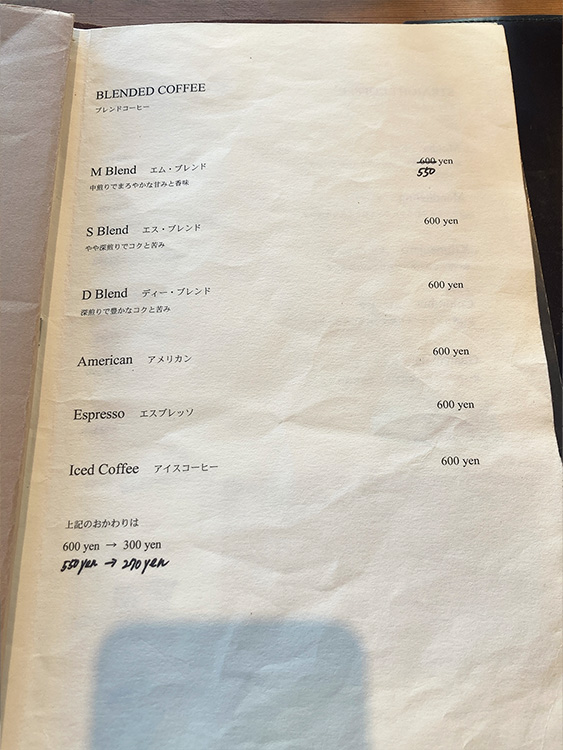 BLENDED COFFEE
ブレンドコーヒー
M Blend エム・ブレンド 600 yen
550
中煎りでまろやかな甘みと香味
S Blend エス・ブレンド 600 yen
やや深煎りでコクと苦み
D Blend ディー・ブレンド 600 yen
深煎りで豊かなコクと苦み
American アメリカン 600 yen
Espresso エスプレッソ 600 yen
Iced Coffee アイスコーヒー 600 yen
上記のおかわりは
600 yen → 300 yen
550 yen → 270 yen